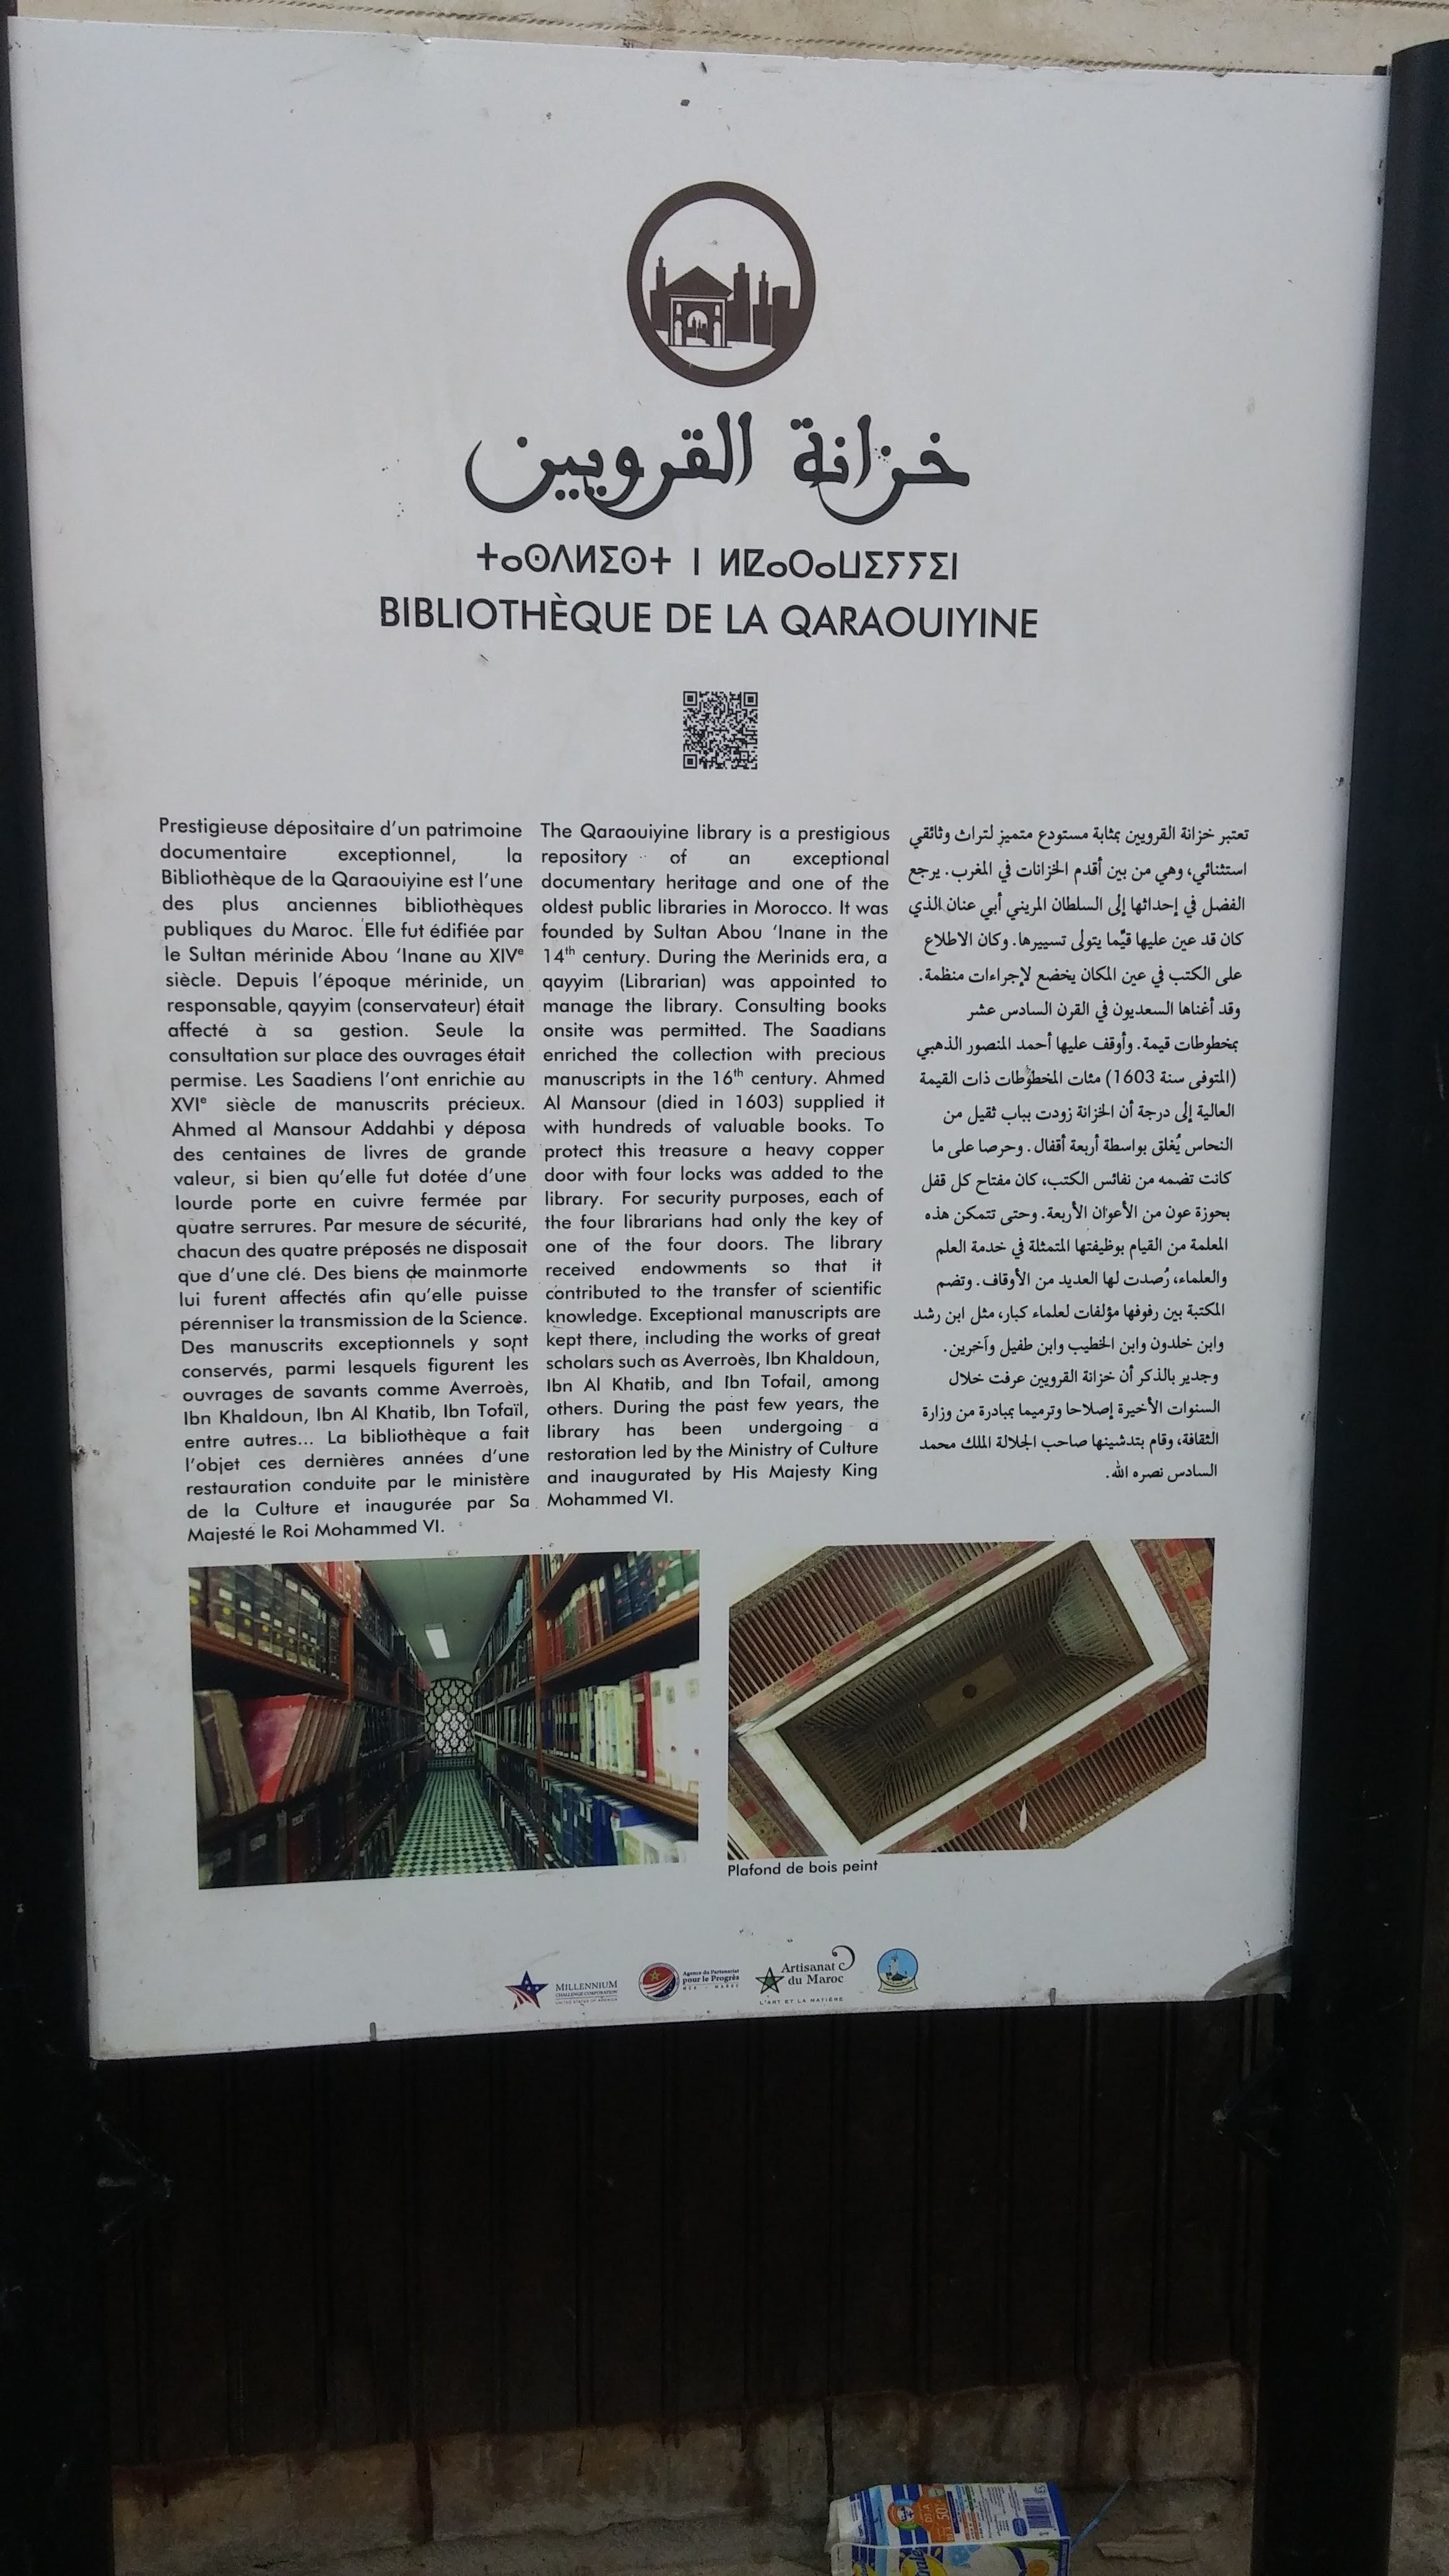 خزانة القرويين
ⵜⴰⵙⴷⵍⵉⵙⵜ ⵏ ⵍⵇⴰⵔⴰⵡⵉⵢⵢⵉⵏ
BIBLIOTHÈQUE DE LA QARAOUIYINE
Prestigieuse dépositaire d'un patrimoine
documentaire exceptionnel, la
Bibliothèque de la Qaraouiyine est l'une
des plus anciennes bibliothèques
publiques du Maroc. Elle fut édifiée par
le Sultan mérinide Abou 'Inane au XIVᵉ
siècle. Depuis l'époque mérinide, un
responsable, qayyim (conservateur) était
affecté à sa gestion. Seule la
consultation sur place des ouvrages était
permise. Les Saadiens l'ont enrichie au
XVIᵉ siècle de manuscrits précieux.
Ahmed al Mansour Addahbi y déposa
des centaines de livres de grande
valeur, si bien qu'elle fut dotée d'une
lourde porte en cuivre fermée par
quatre serrures. Par mesure de sécurité,
chacun des quatre préposés ne disposait
que d'une clé. Des biens de mainmorte
lui furent affectés afin qu'elle puisse
pérenniser la transmission de la Science.
Des manuscrits exceptionnels y sont
conservés, parmi lesquels figurent les
ouvrages de savants comme Averroès,
Ibn Khaldoun, Ibn Al Khatib, Ibn Tofaïl,
entre autres... La bibliothèque a fait
l'objet ces dernières années d'une
restauration conduite par le ministère
de la Culture et inaugurée par Sa
Majesté le Roi Mohammed VI.
The Qaraouiyine library is a prestigious
repository of an exceptional
documentary heritage and one of the
oldest public libraries in Morocco. It was
founded by Sultan Abou 'Inane in the
14ᵗʰ century. During the Merinids era, a
qayyim (Librarian) was appointed to
manage the library. Consulting books
onsite was permitted. The Saadians
enriched the collection with precious
manuscripts in the 16ᵗʰ century. Ahmed
Al Mansour (died in 1603) supplied it
with hundreds of valuable books. To
protect this treasure a heavy copper
door with four locks was added to the
library. For security purposes, each of
the four librarians had only the key of
one of the four doors. The library
received endowments so that it
contributed to the transfer of scientific
knowledge. Exceptional manuscripts are
kept there, including the works of great
scholars such as Averroès, Ibn Khaldoun,
Ibn Al Khatib, and Ibn Tofail, among
others. During the past few years, the
library has been undergoing a
restoration led by the Ministry of Culture
and inaugurated by His Majesty King
Mohammed VI.
تعتبر خزانة القرويين بمثابة مستودع متميز لتراث وثائقي
استثنائي، وهي من بين أقدم الخزانات في المغرب. يرجع
الفضل في إحداثها إلى السلطان المريني أبي عنان الذي
كان قد عين عليها قيِّما يتولى تسييرها. وكان الاطلاع
على الكتب في عين المكان يخضع لإجراءات منظمة.
وقد أغناها السعديون في القرن السادس عشر
بمخطوطات قيمة. وأوقف عليها أحمد المنصور الذهبي
(المتوفى سنة 1603) مئات المخطوطات ذات القيمة
العالية إلى درجة أن الخزانة زودت بباب ثقيل من
النحاس يُغلق بواسطة أربعة أقفال. وحرصا على ما
كانت تضمه من نفائس الكتب، كان مفتاح كل قفل
بحوزة عون من الأعوان الأربعة. وحتى تتمكن هذه
المعلمة من القيام بوظيفتها المتمثلة في خدمة العلم
والعلماء، رُصدت لها العديد من الأوقاف. وتضم
المكتبة بين رفوفها مؤلفات لعلماء كبار، مثل ابن رشد
وابن خلدون وابن الخطيب وابن طفيل وآخرين.
وجدير بالذكر أن خزانة القرويين عرفت خلال
السنوات الأخيرة إصلاحا وترميما بمبادرة من وزارة
الثقافة، وقام بتدشينها صاحب الجلالة الملك محمد
السادس نصره الله.
Plafond de bois peint
MILLENNIUM
CHALLENGE CORPORATION
UNITED STATES OF AMERICA
Agence du Partenariat
pour le Progrès
MCA - MAROC
Artisanat
du Maroc
L'ART ET LA MATIÈRE